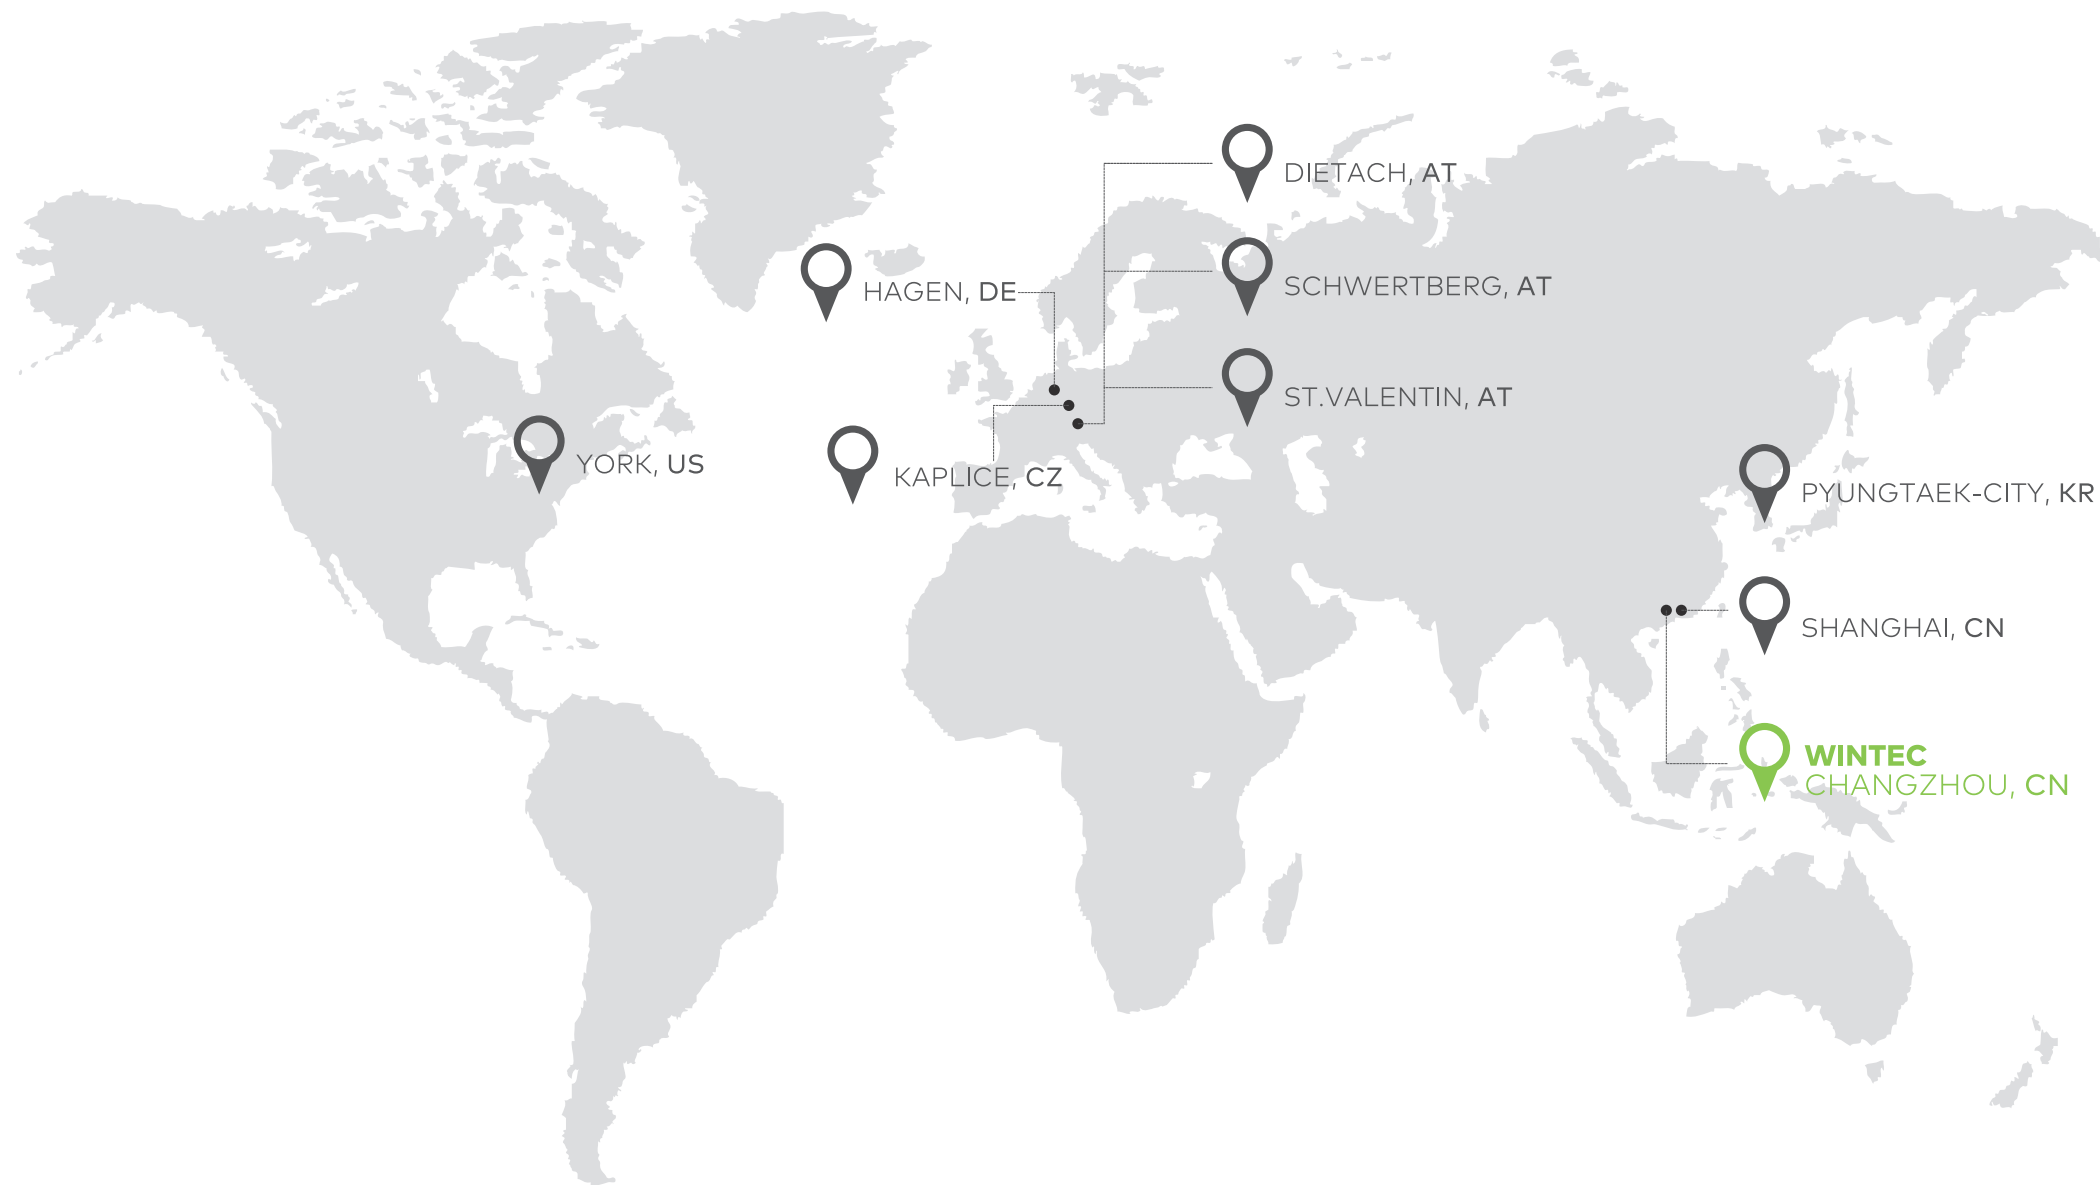 DIETACH, AT
SCHWERTBERG, AT
HAGEN, DE
ST.VALENTIN, AT
YORK, US
KAPLICE, CZ
PYUNGTAEK-CITY, KR
SHANGHAI, CN
WINTEC
CHANGZHOU, CN